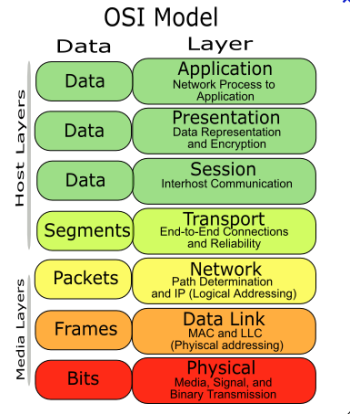 OSI Model
Data Layer
Host Layers
Data
Application
Network Process to
Application
Data
Presentation
Data Representation
and Encryption
Data
Session
Interhost Communication
Segments
Transport
End-to-End Connections
and Reliability
Media Layers
Packets
Network
Path Determination
and IP (Logical Addressing)
Frames
Data Link
MAC and LLC
(Phyiscal addressing)
Bits
Physical
Media, Signal, and
Binary Transmission